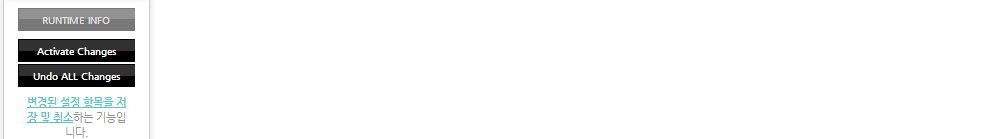 RUNTIME INFO
Activate Changes
Undo ALL Changes
변경된 설정 항목을 저
장 및 취소하는 기능입
니다.